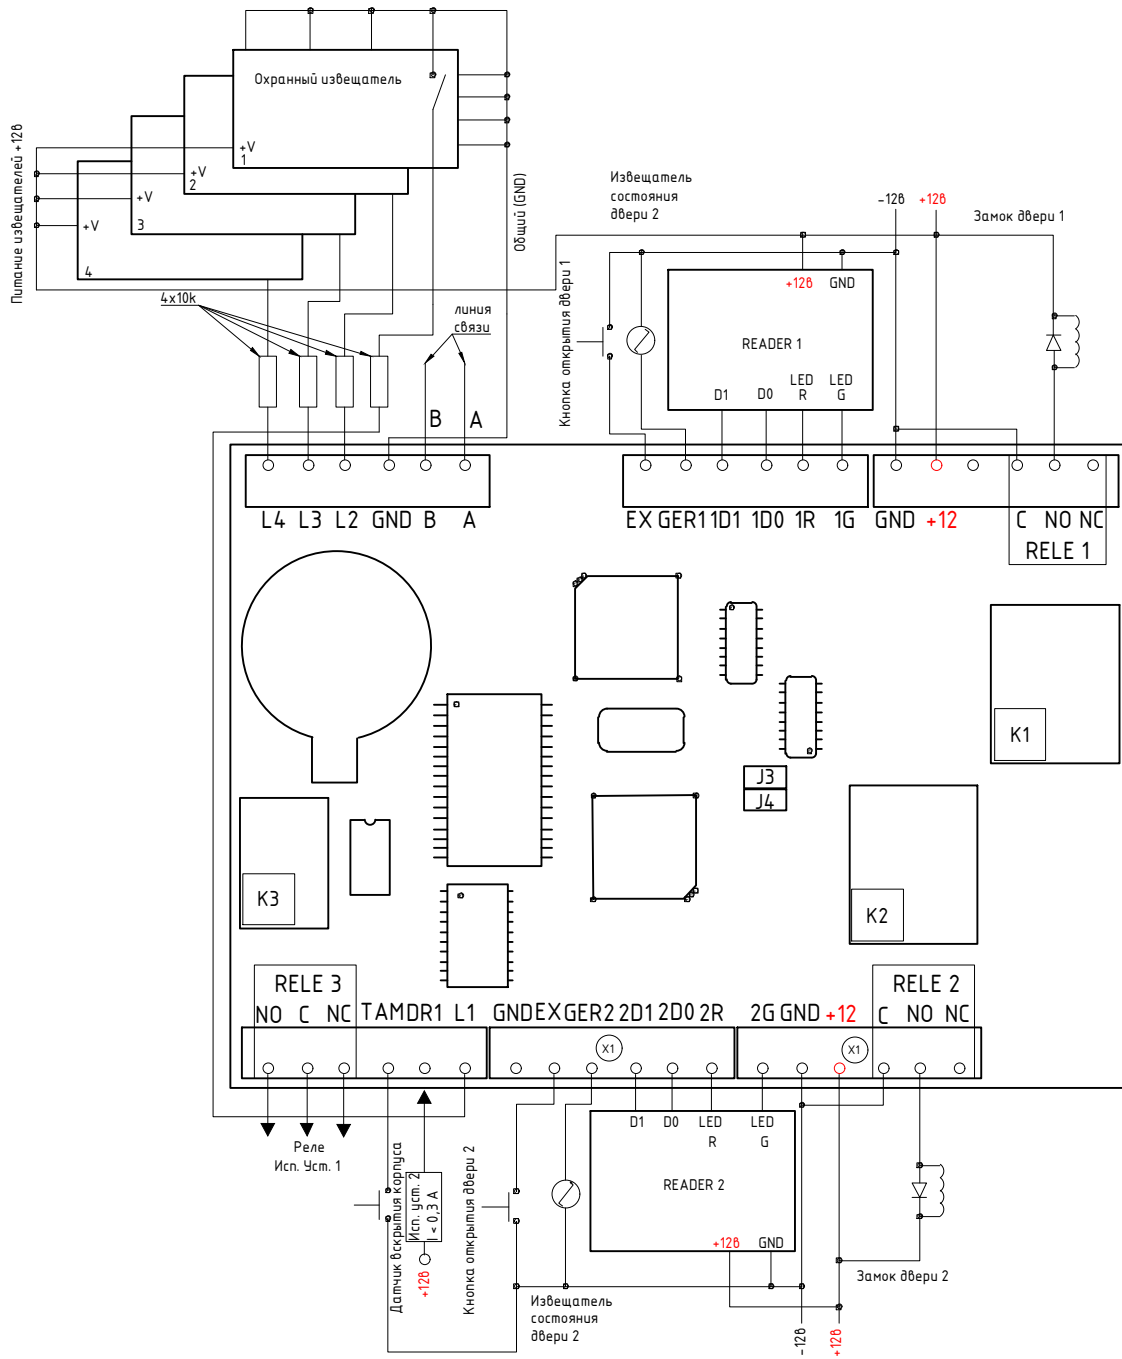 Охранный извещатель
+V
1
+V
2
+V
3
+V
4
Питание извещателей +12в
Общий (GND)
4x10k
линия
связи
B
A
Извещатель
состояния
двери 2
-12в
+12в
Замок двери 1
Кнопка открытия двери 1
+12в
GND
READER 1
D1
D0
LED
R
LED
G
L4
L3
L2
GND
B
A
EX
GER1
1D1
1D0
1R
1G
GND
+12
C
NO
NC
RELE 1
K1
J3
J4
K2
K3
RELE 3
NO
C
NC
TAM
DR1
L1
GND
EX
GER2
2D1
2D0
2R
2G
GND
+12
RELE 2
C
NO
NC
X1
X1
Реле
Исп. Уст. 1
Датчик вскрытия корпуса
Исп. уст. 2
I < 0,3 A
+12в
Кнопка открытия двери 2
D1
D0
LED
R
LED
G
READER 2
+12в
GND
Извещатель
состояния
двери 2
Замок двери 2
-12в
+12в